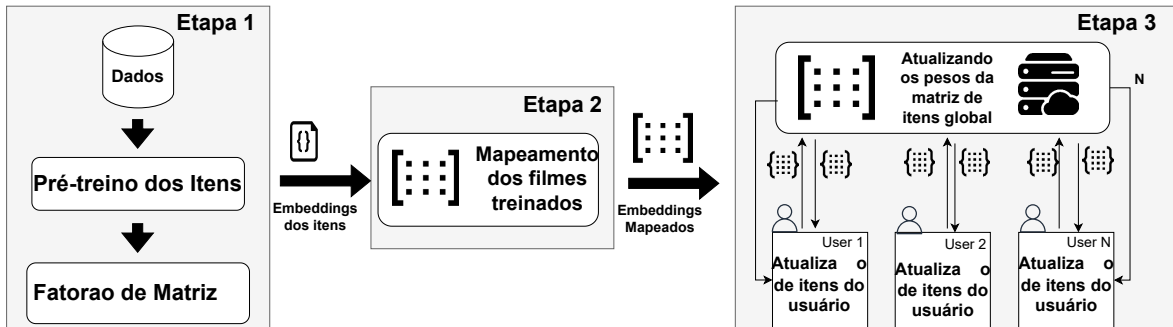 Etapa 1
Dados
Pré-treino dos Itens
Fatorao de Matriz
{}
Embeddings
dos itens
Etapa 2
Mapeamento
dos filmes
treinados
Embeddings
Mapeados
Etapa 3
Atualizando
os pesos da
matriz de
itens global
N
User 1
Atualiza o
de itens do
usuário
User 2
Atualiza o
de itens do
usuário
User N
Atualiza o
de itens do
usuário